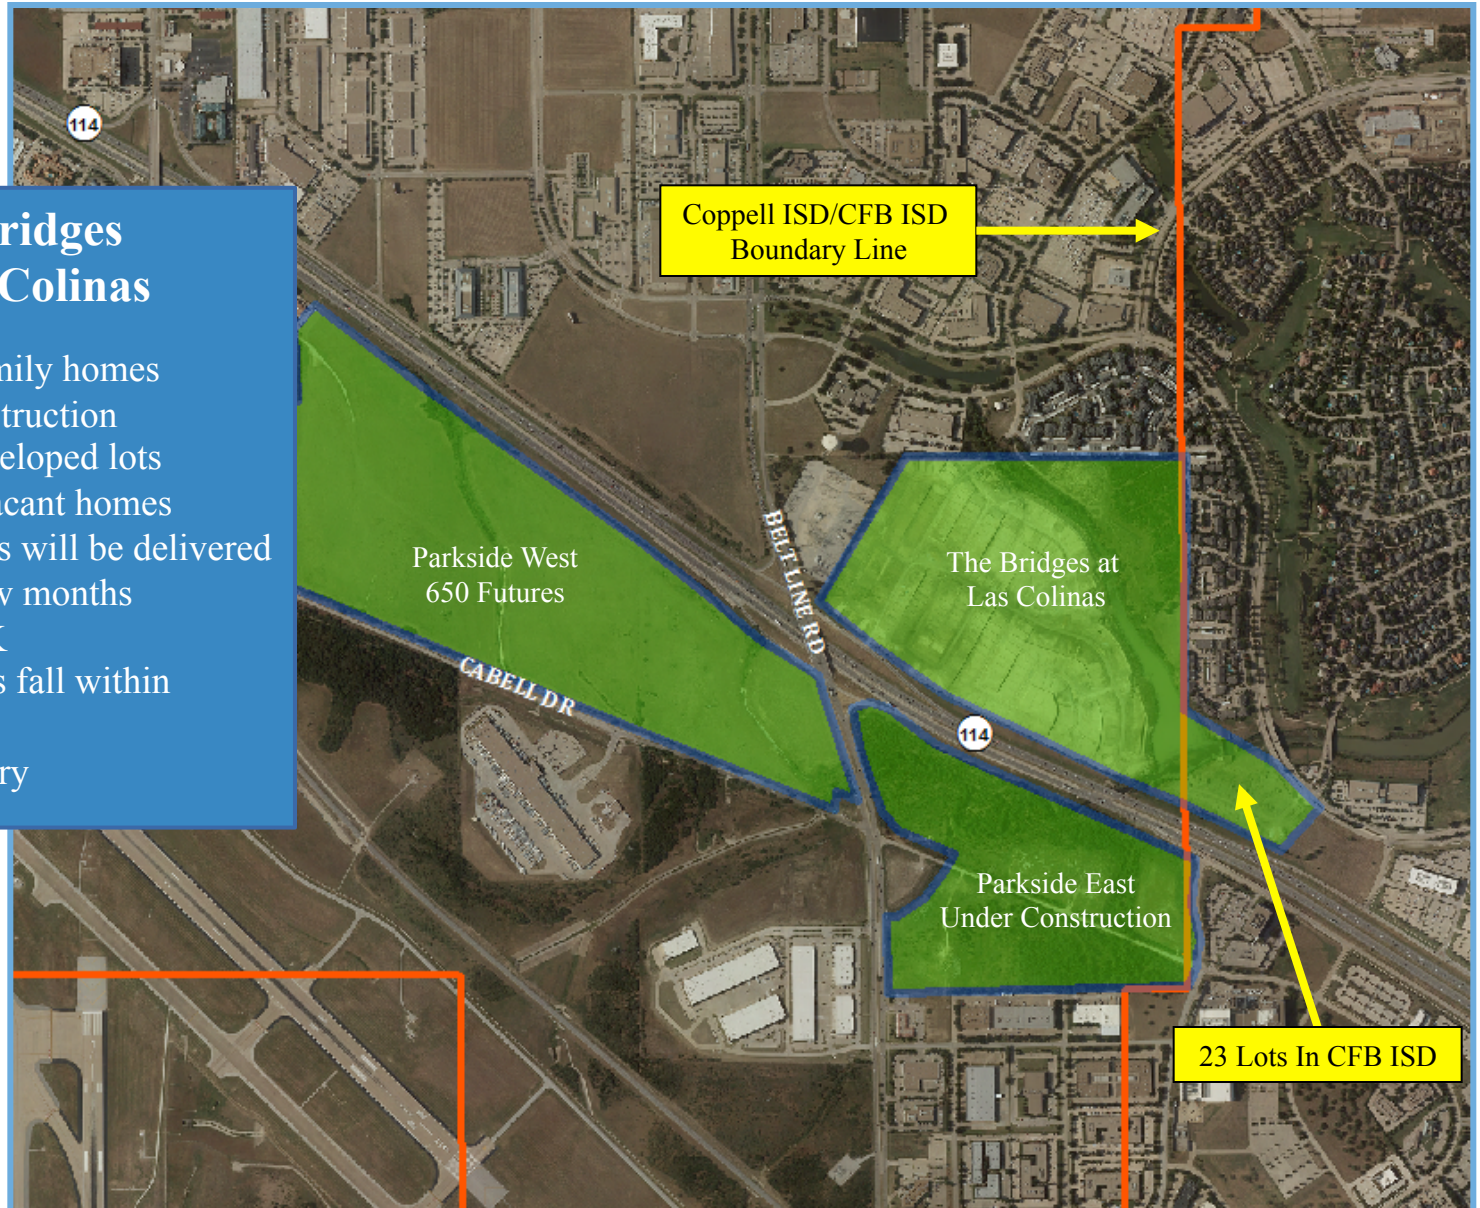 114
ridges
Colinas
mily homes
struction
eloped lots
acant homes
s will be delivered
w months
K
s fall within
ry
Coppell ISD/CFB ISD
Boundary Line
Parkside West
650 Futures
BELT LINE RD
The Bridges at
Las Colinas
CABELL DR
114
Parkside East
Under Construction
23 Lots In CFB ISD